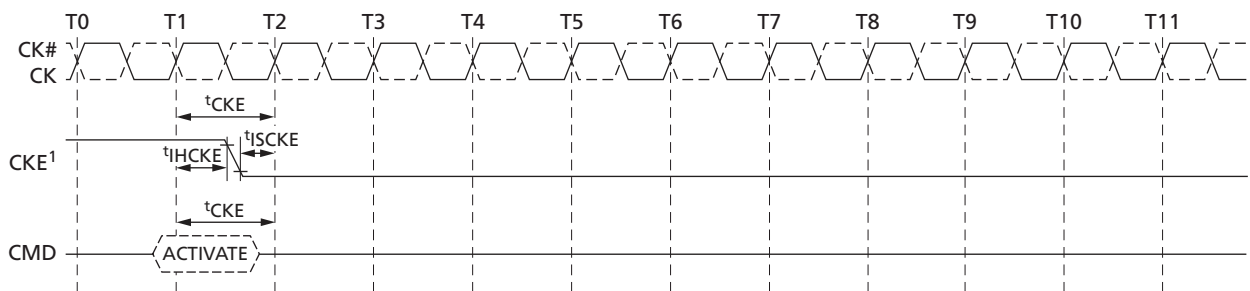 T0 T1 T2 T3 T4 T5 T6 T7 T8 T9 T10 T11
CK#
CK
tCKE
tISCKE
CKE1
tIHCKE
tCKE
CMD
ACTIVATE